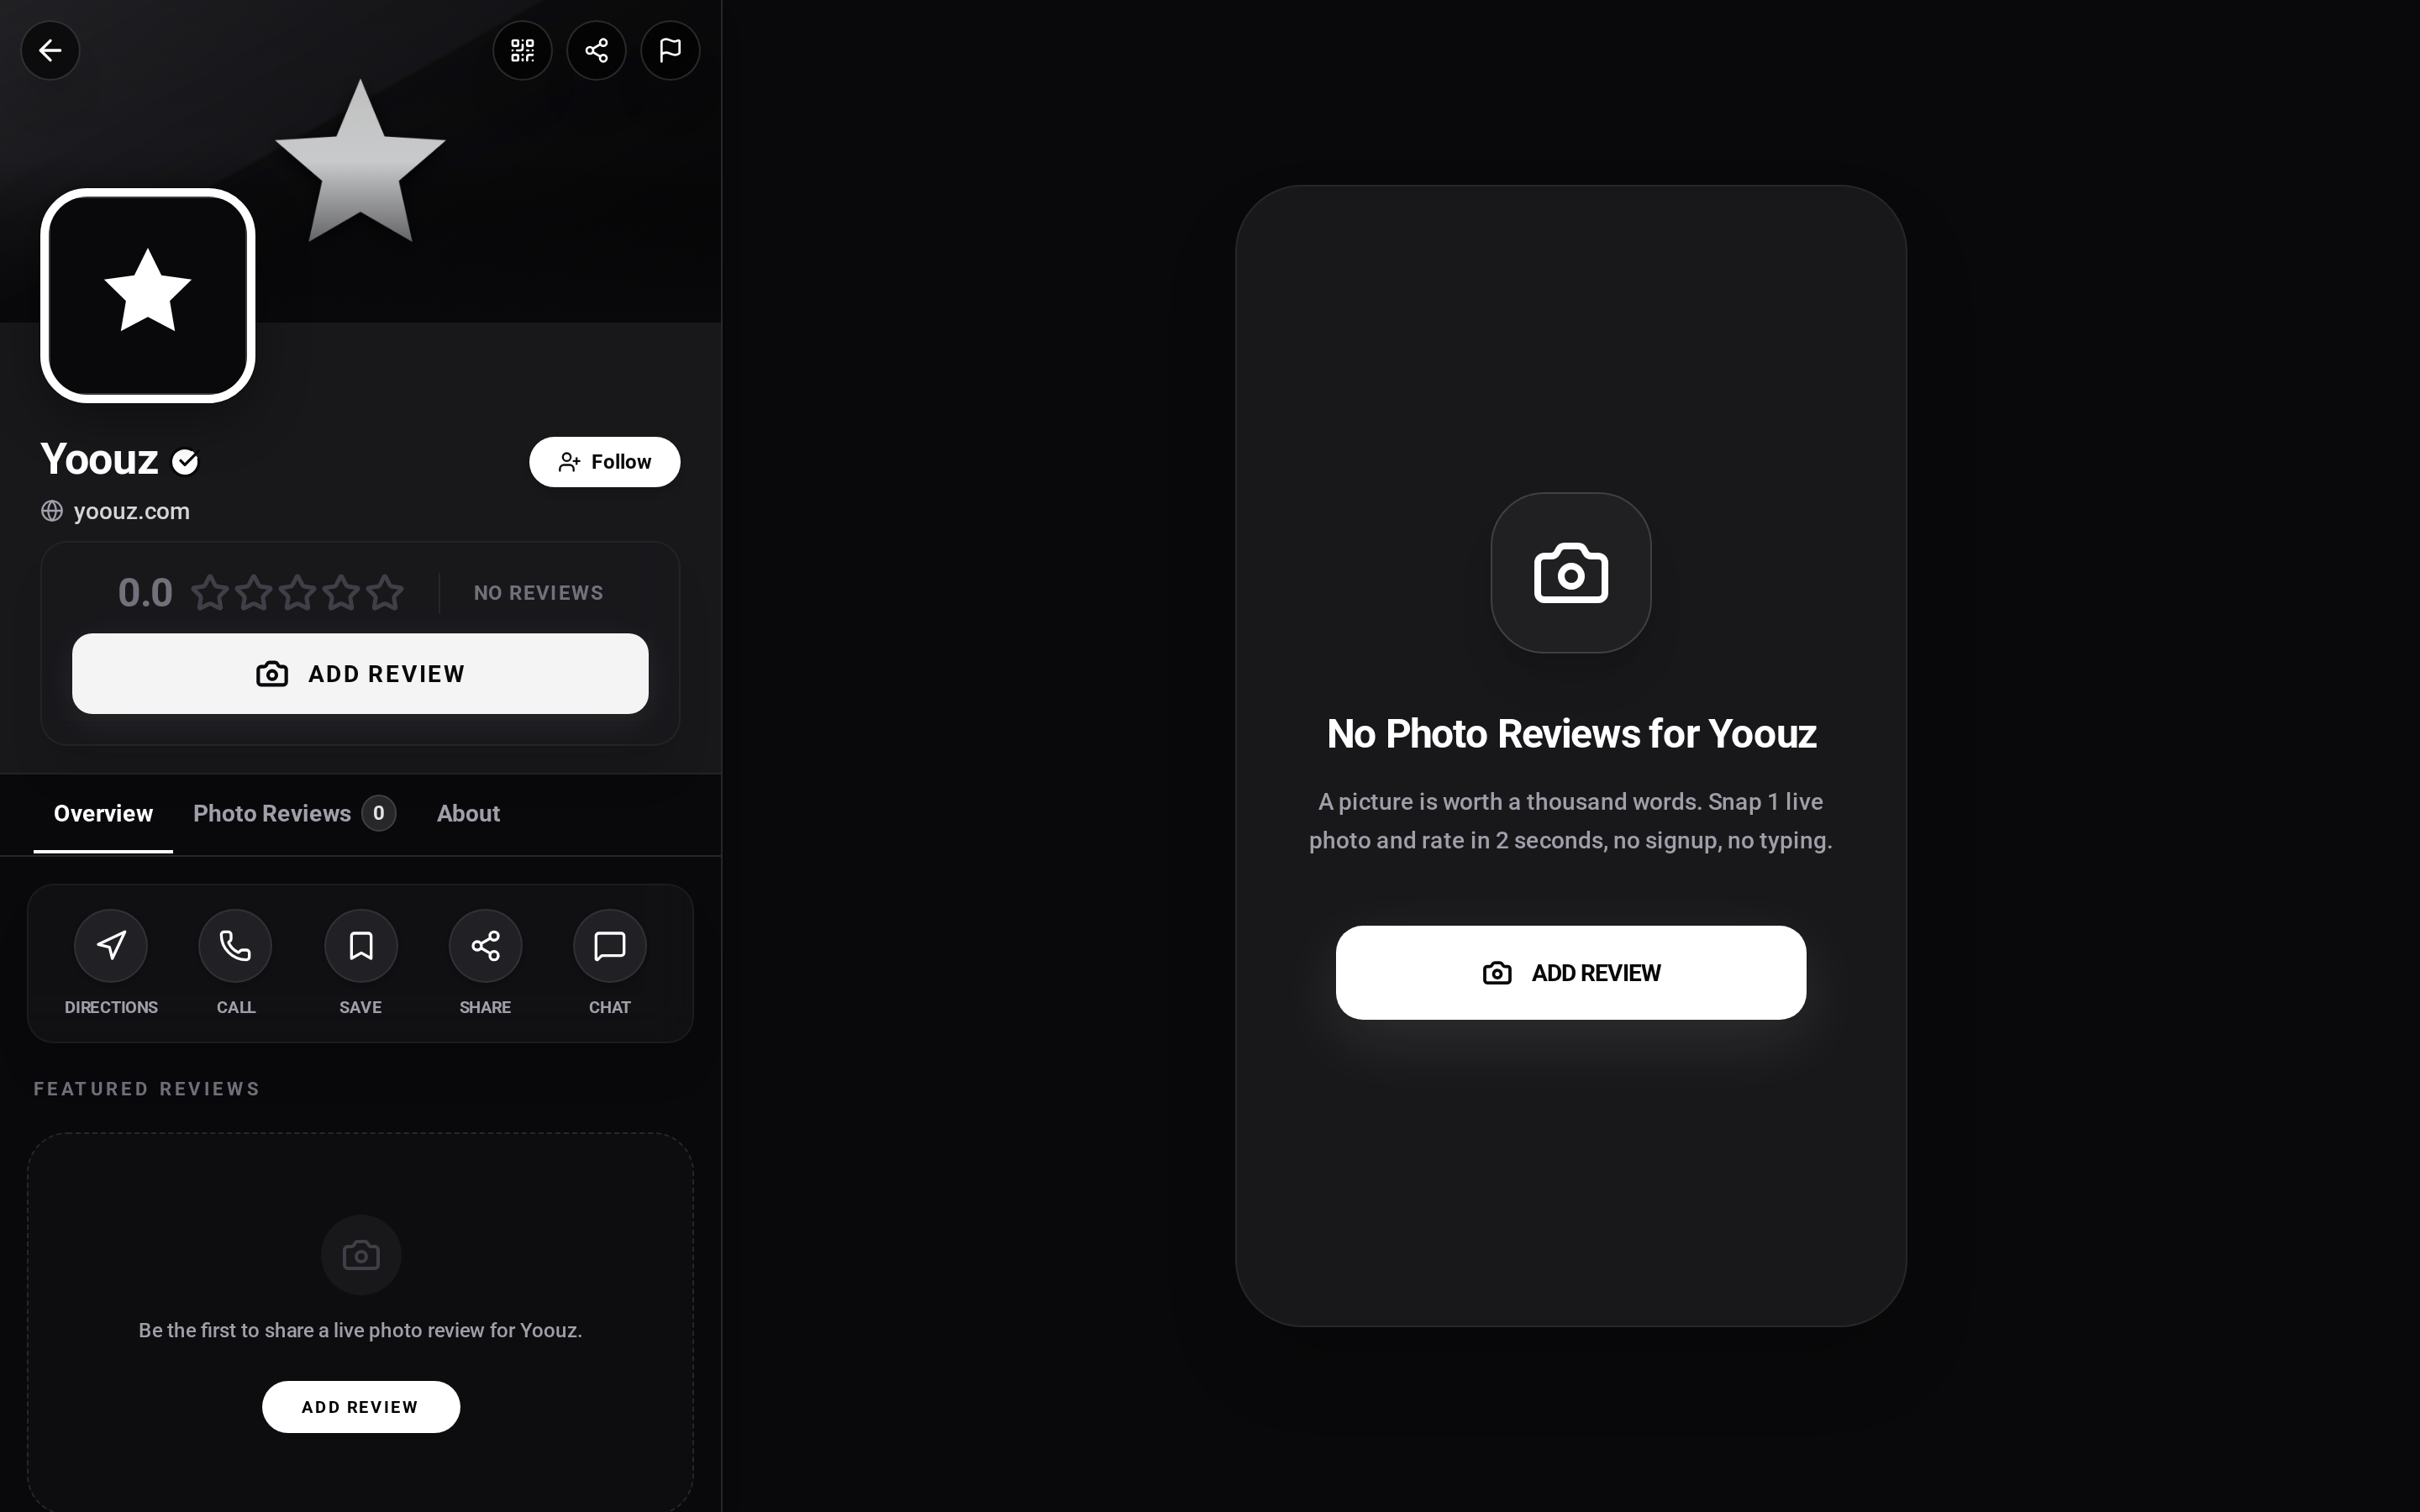 Yoouz
Follow
yoouz.com
0.0
NO REVIEWS
ADD REVIEW
Overview
Photo Reviews 0
About
DIRECTIONS
CALL
SAVE
SHARE
CHAT
FEATURED REVIEWS
Be the first to share a live photo review for Yoouz.
ADD REVIEW
No Photo Reviews for Yoouz
A picture is worth a thousand words. Snap 1 live
photo and rate in 2 seconds, no signup, no typing.
ADD REVIEW